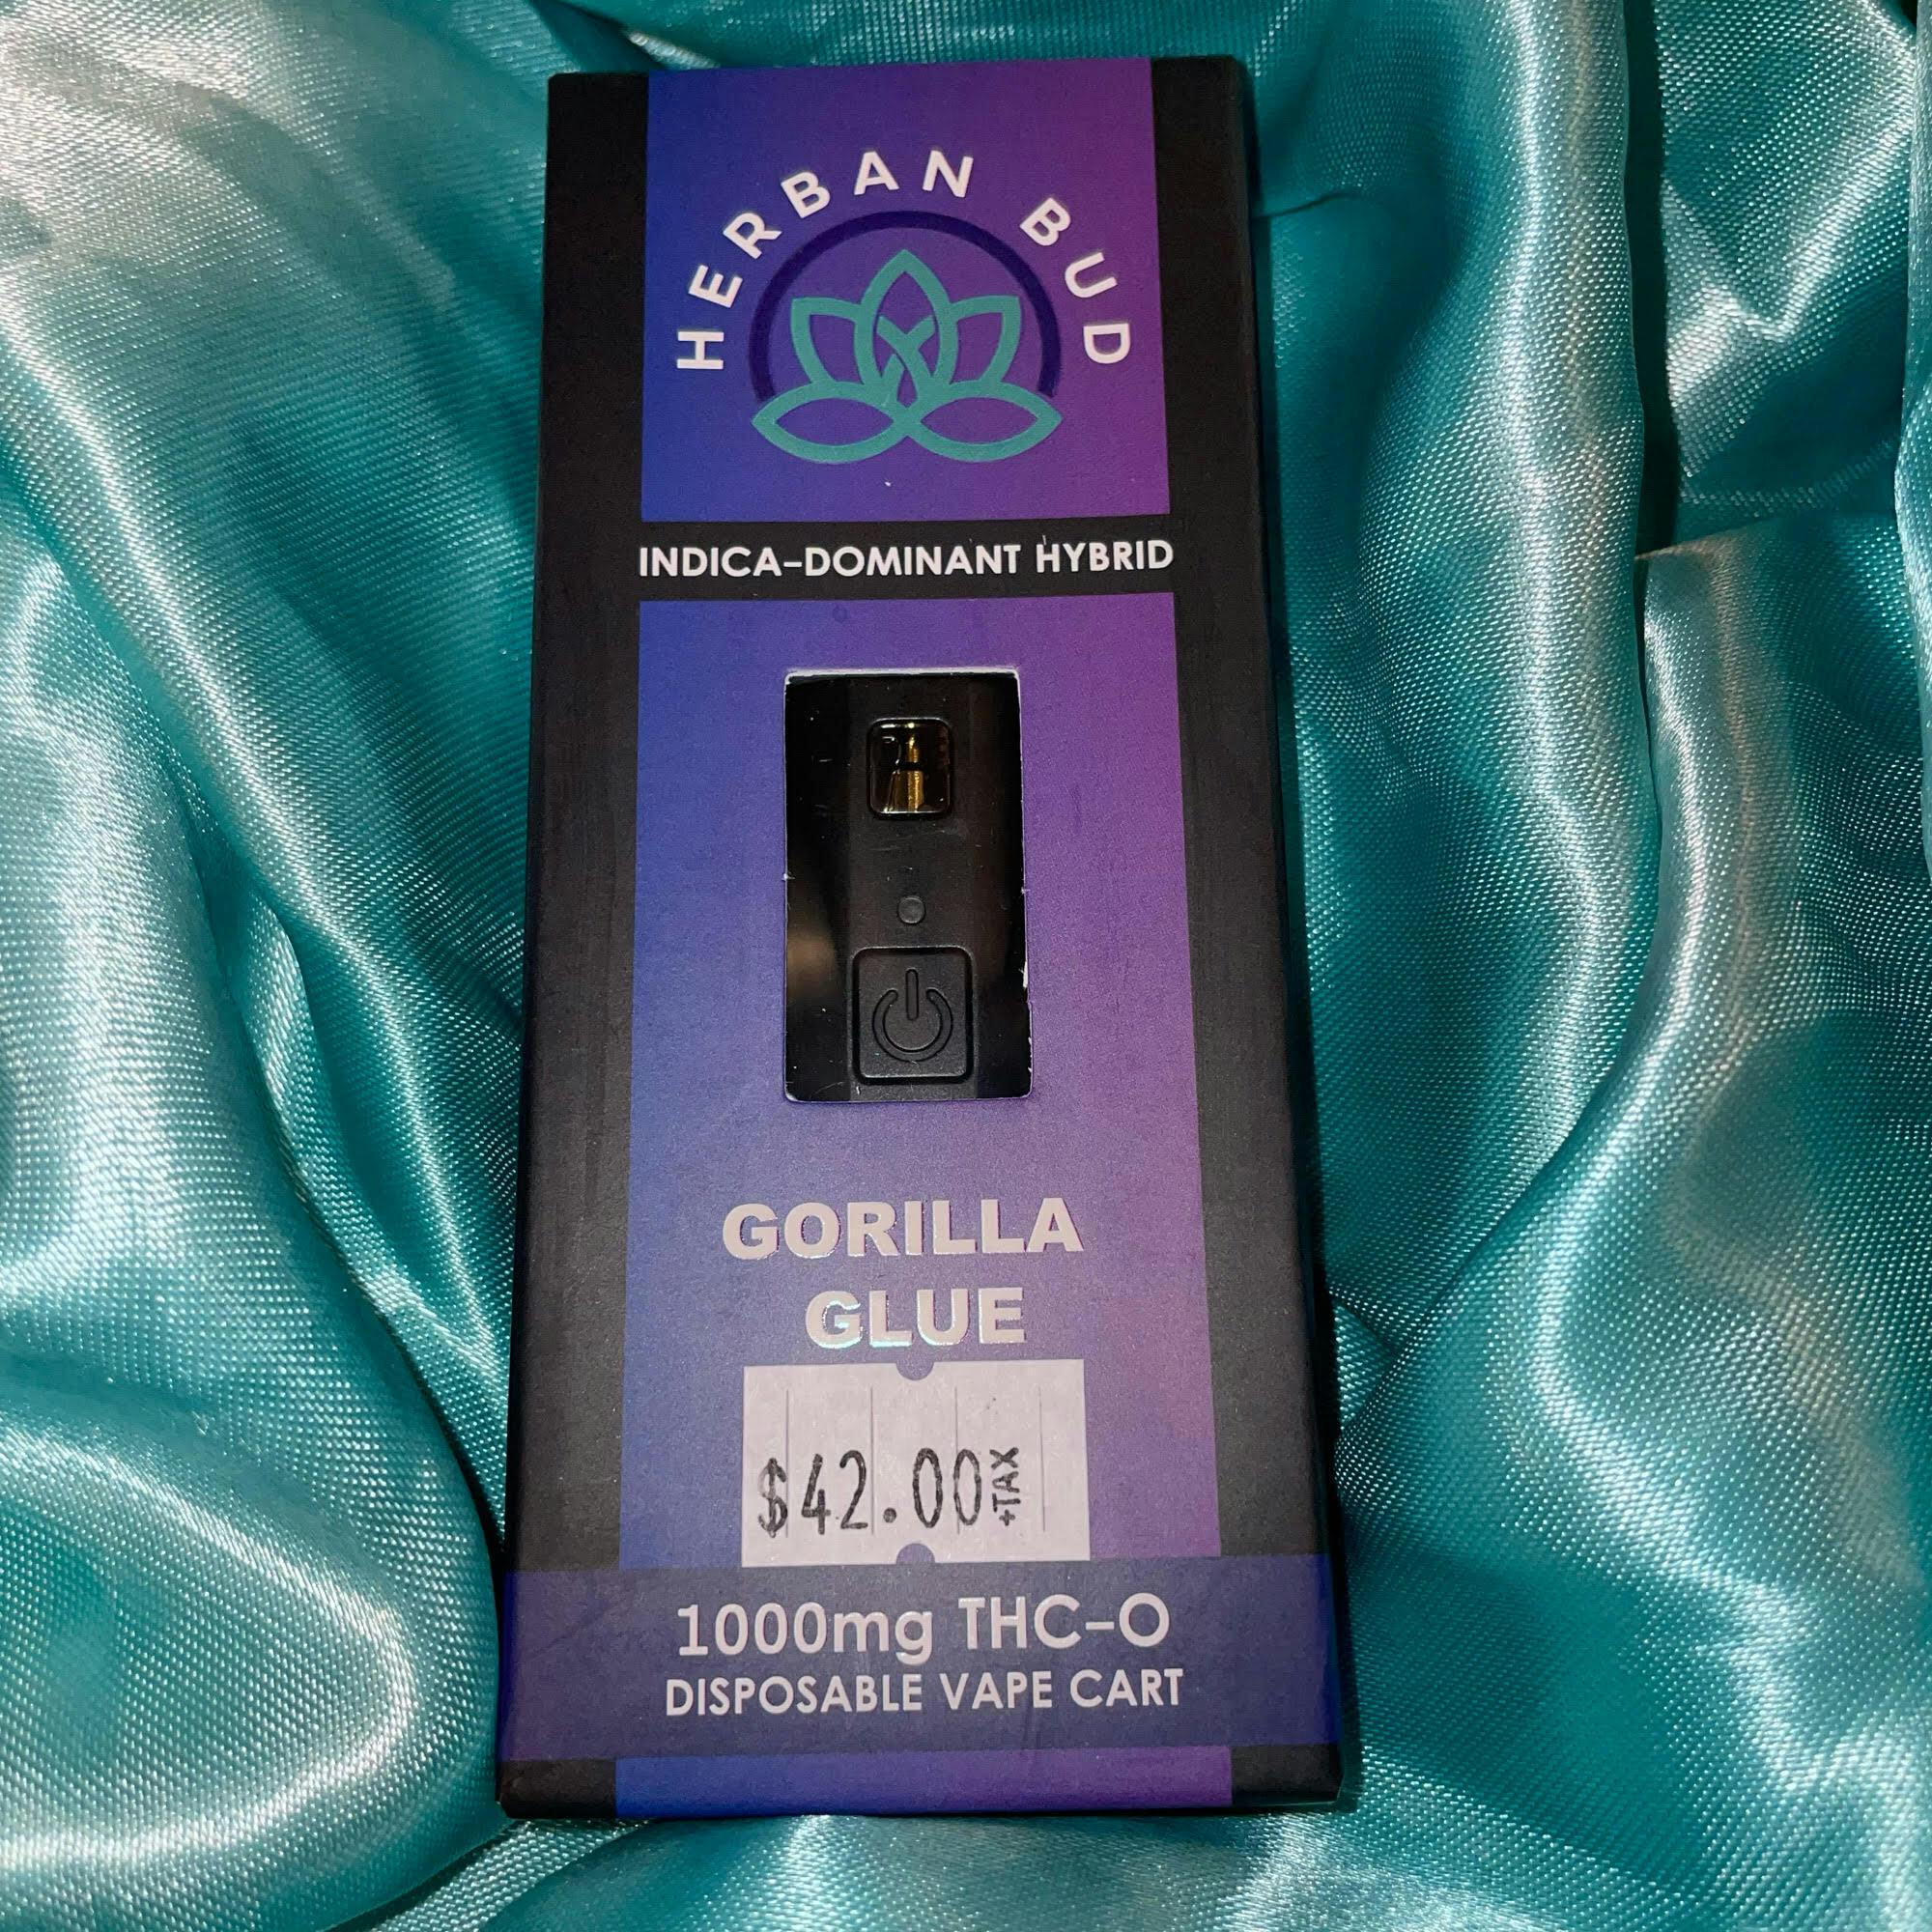 HERBAN BUD
INDICA-DOMINANT HYBRID
GORILLA
GLUE
$42.00+TAX
1000mg THC-O
DISPOSABLE VAPE CART